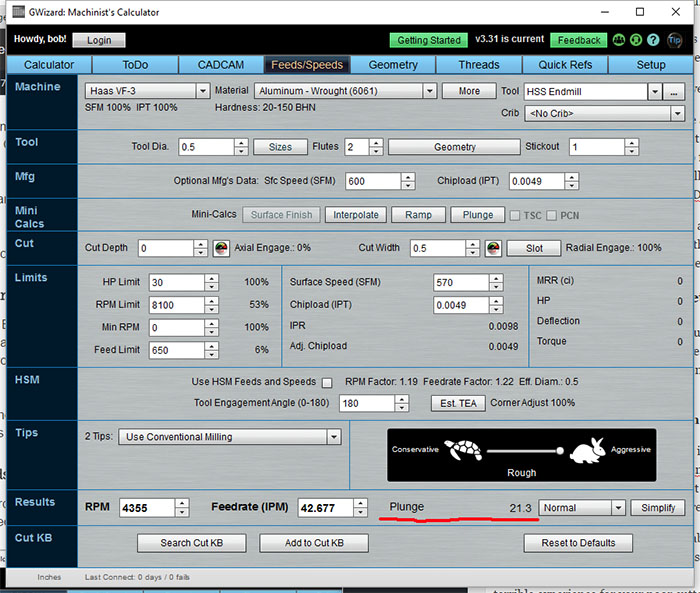 GWizard: Machinist's Calculator
Howdy, bob! Login Getting Started v3.31 is current Feedback Tip
Calculator ToDo CADCAM Feeds/Speeds Geometry Threads Quick Refs Setup
Machine Haas VF-3 Material Aluminum - Wrought (6061) More Tool HSS Endmill ...
SFM 100% IPT 100% Hardness: 20-150 BHN Crib <No Crib>
Tool Tool Dia. 0.5 Sizes Flutes 2 Geometry Stickout 1
Mfg Optional Mfg's Data: Sfc Speed (SFM) 600 Chipload (IPT) 0.0049
Mini Calcs Mini-Calcs Surface Finish Interpolate Ramp Plunge TSC PCN
Cut Cut Depth 0 Axial Engage.: 0% Cut Width 0.5 Slot Radial Engage.: 100%
Limits HP Limit 30 100% Surface Speed (SFM) 570 MRR (ci) 0
RPM Limit 8100 53% Chipload (IPT) 0.0049 HP 0
Min RPM 0 100% IPR 0.0098 Deflection 0
Feed Limit 650 6% Adj. Chipload 0.0049 Torque 0
HSM Use HSM Feeds and Speeds RPM Factor: 1.19 Feedrate Factor: 1.22 Eff. Diam.: 0.5
Tool Engagement Angle (0-180) 180 Est. TEA Corner Adjust 100%
Tips 2 Tips: Use Conventional Milling Conservative Aggressive
Rough
Results RPM 4355 Feedrate (IPM) 42.677 Plunge 21.3 Normal Simplify
Cut KB Search Cut KB Add to Cut KB Reset to Defaults
Inches Last Connect: 0 days / 0 fails